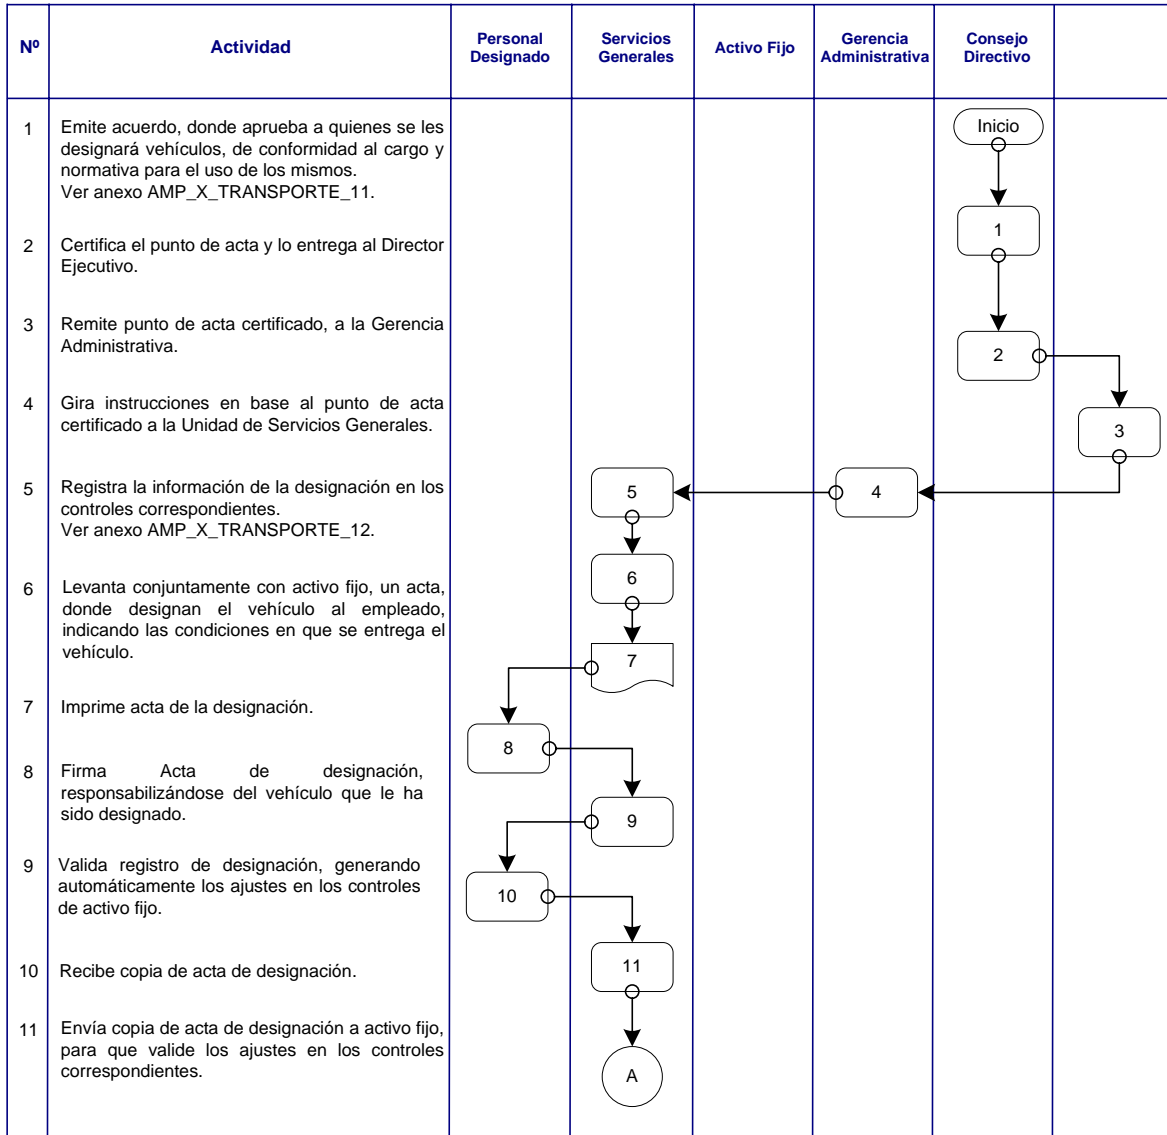 Nº
Actividad
Personal
Designado
Servicios
Generales
Activo Fijo
Gerencia
Administrativa
Consejo
Directivo
1
Emite acuerdo, donde aprueba a quienes se les
designará vehículos, de conformidad al cargo y
normativa para el uso de los mismos.
Ver anexo AMP_X_TRANSPORTE_11.
2
Certifica el punto de acta y lo entrega al Director
Ejecutivo.
3
Remite punto de acta certificado, a la Gerencia
Administrativa.
4
Gira instrucciones en base al punto de acta
certificado a la Unidad de Servicios Generales.
5
Registra la información de la designación en los
controles correspondientes.
Ver anexo AMP_X_TRANSPORTE_12.
6
Levanta conjuntamente con activo fijo, un acta,
donde designan el vehículo al empleado,
indicando las condiciones en que se entrega el
vehículo.
7
Imprime acta de la designación.
8
Firma Acta de designación,
responsabilizándose del vehículo que le ha
sido designado.
9
Valida registro de designación, generando
automáticamente los ajustes en los controles
de activo fijo.
10
Recibe copia de acta de designación.
11
Envía copia de acta de designación a activo fijo,
para que valide los ajustes en los controles
correspondientes.
Inicio
1
2
3
4
5
6
7
8
9
10
11
A